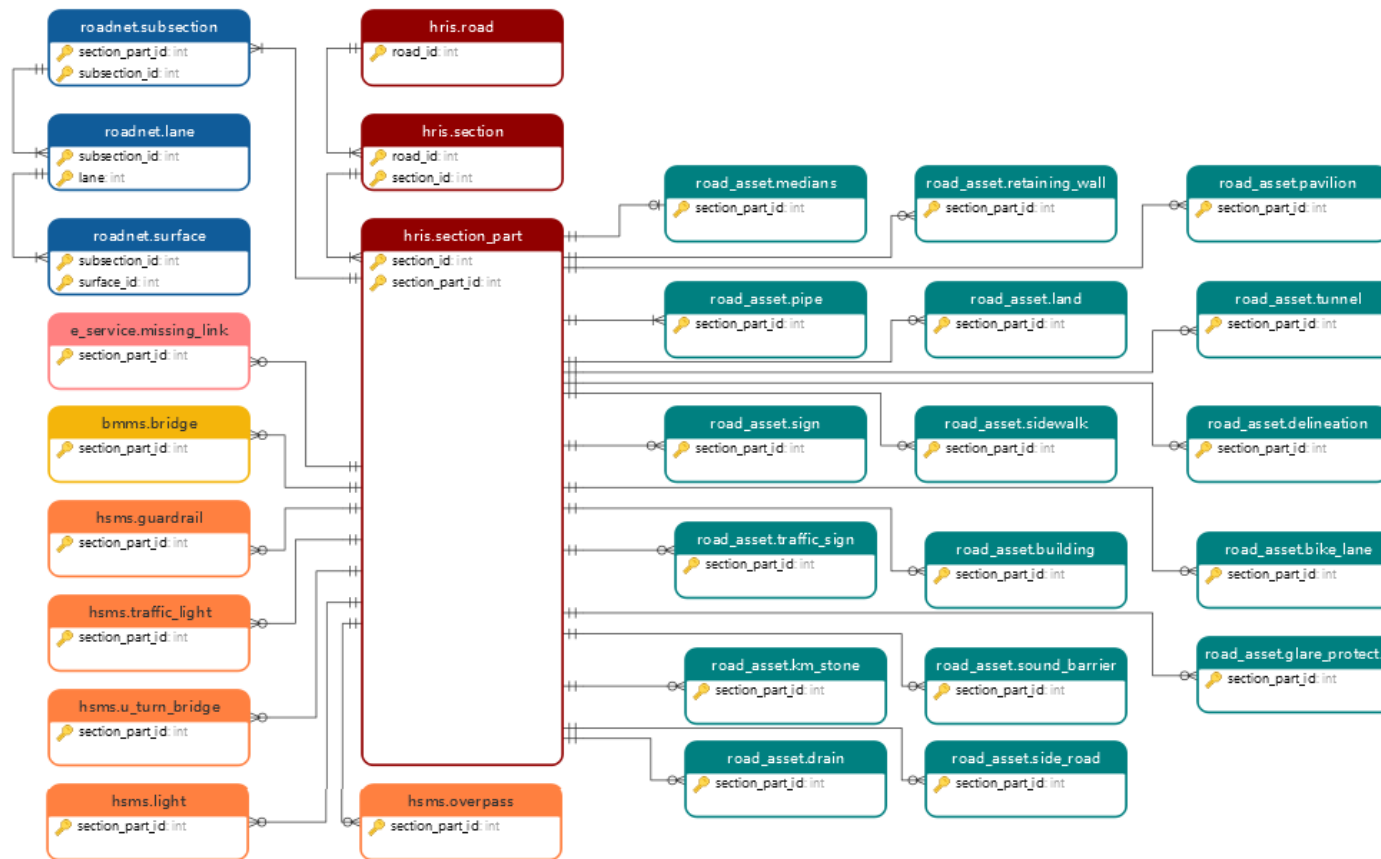 roadnet.subsection
section_part_id: int
subsection_id: int
hris.road
road_id: int
roadnet.lane
subsection_id: int
lane: int
hris.section
road_id: int
section_id: int
roadnet.surface
subsection_id: int
surface_id: int
hris.section_part
section_id: int
section_part_id: int
road_asset.medians
section_part_id: int
road_asset.retaining_wall
section_part_id: int
road_asset.pavilion
section_part_id: int
e_service.missing_link
section_part_id: int
road_asset.pipe
section_part_id: int
road_asset.land
section_part_id: int
road_asset.tunnel
section_part_id: int
bmms.bridge
section_part_id: int
road_asset.sign
section_part_id: int
road_asset.sidewalk
section_part_id: int
road_asset.delineation
section_part_id: int
hsms.guardrail
section_part_id: int
road_asset.traffic_sign
section_part_id: int
road_asset.building
section_part_id: int
road_asset.bike_lane
section_part_id: int
hsms.traffic_light
section_part_id: int
road_asset.km_stone
section_part_id: int
road_asset.sound_barrier
section_part_id: int
road_asset.glare_protect
section_part_id: int
hsms.u_turn_bridge
section_part_id: int
road_asset.drain
section_part_id: int
road_asset.side_road
section_part_id: int
hsms.light
section_part_id: int
hsms.overpass
section_part_id: int